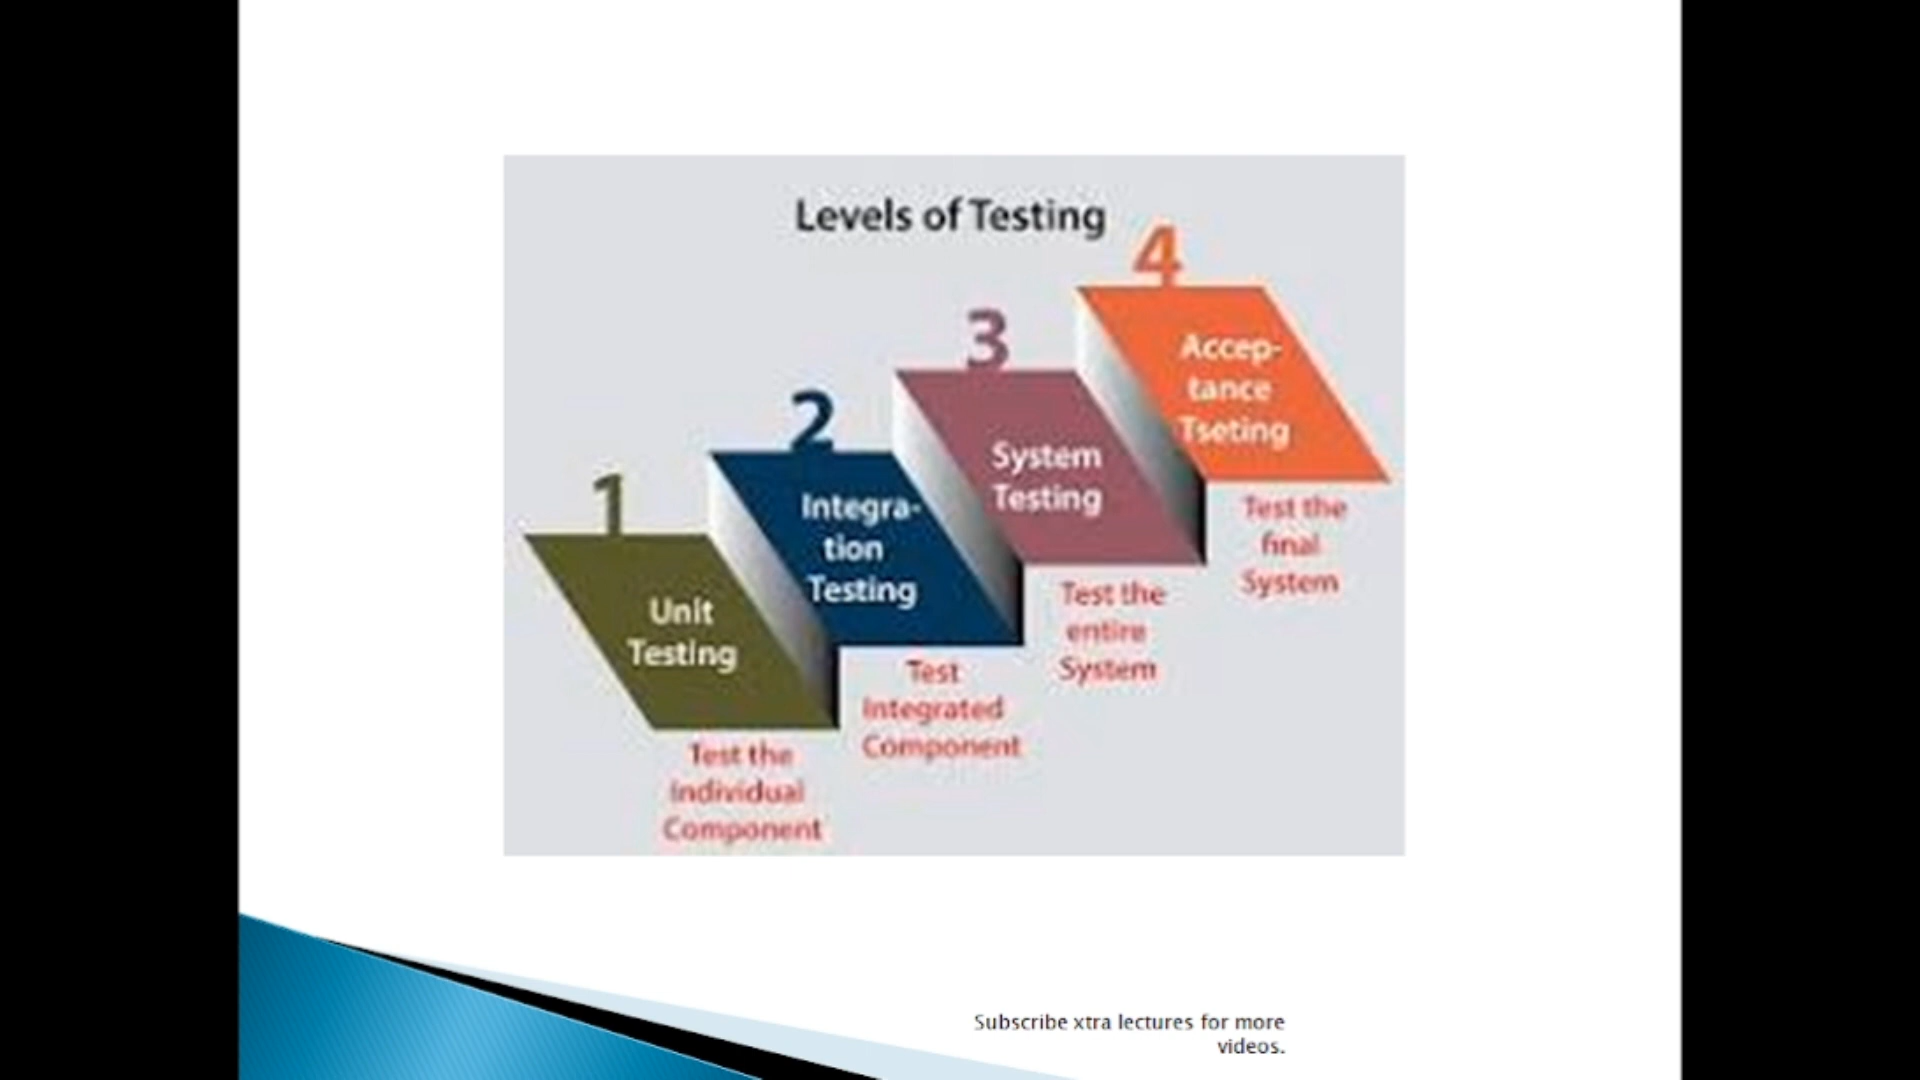 Levels of Testing
1
Unit
Testing
Test the
individual
Component
2
Integra-
tion
Testing
Test
Integrated
Component
3
System
Testing
Test the
entire
System
4
Accep-
tance
Tseting
Test the
final
System
Subscribe xtra lectures for more
videos.